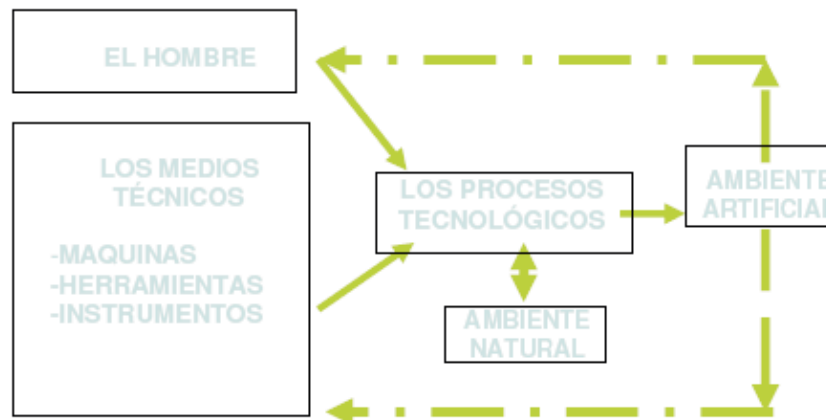 EL HOMBRE
LOS MEDIOS
TÉCNICOS
-MAQUINAS
-HERRAMIENTAS
-INSTRUMENTOS
LOS PROCESOS
TECNOLÓGICOS
AMBIENTE
ARTIFICIAL
AMBIENTE
NATURAL